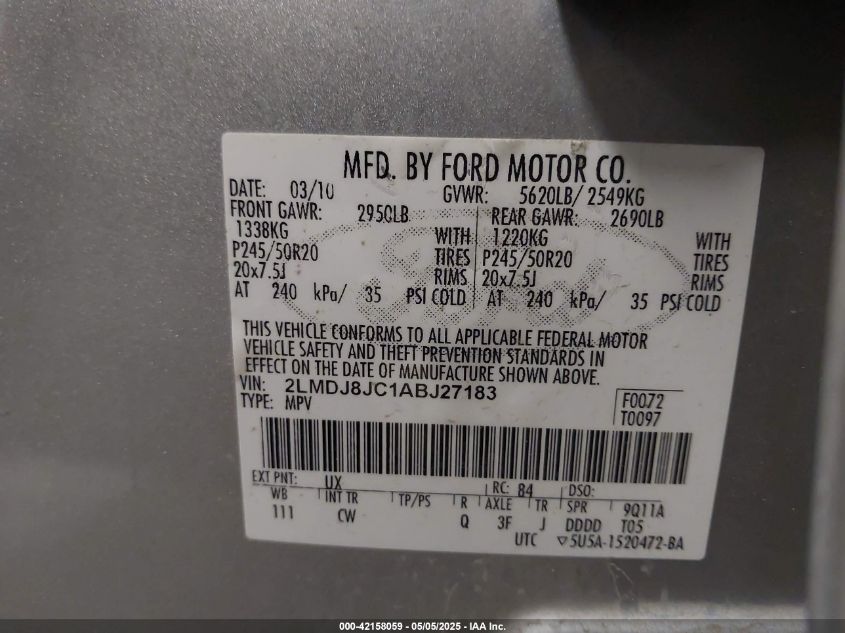 MFD. BY FORD MOTOR CO.
DATE: 03/10 GVWR: 5620LB/ 2549KG
FRONT GAWR: 2950LB REAR GAWR: 2690LB
1338KG WITH 1220KG WITH
P245/50R20 TIRES P245/50R20 TIRES
20x7.5J RIMS 20x7.5J RIMS
AT 240 kPa/ 35 PSI COLD AT 240 kPa/ 35 PSI COLD
THIS VEHICLE CONFORMS TO ALL APPLICABLE FEDERAL MOTOR
VEHICLE SAFETY AND THEFT PREVENTION STANDARDS IN
EFFECT ON THE DATE OF MANUFACTURE SHOWN ABOVE.
VIN: 2LMDJ8JC1ABJ27183 F0072
TYPE: MPV T0097
EXT PNT: UX RC: 84 DSO:
WB INT TR TP/PS R AXLE TR SPR 9Q11A
111 CW Q 3F J DDDD T05
UTC ▽5U5A-1520472-BA
000-42158059 - 05/05/2025 - IAA Inc.